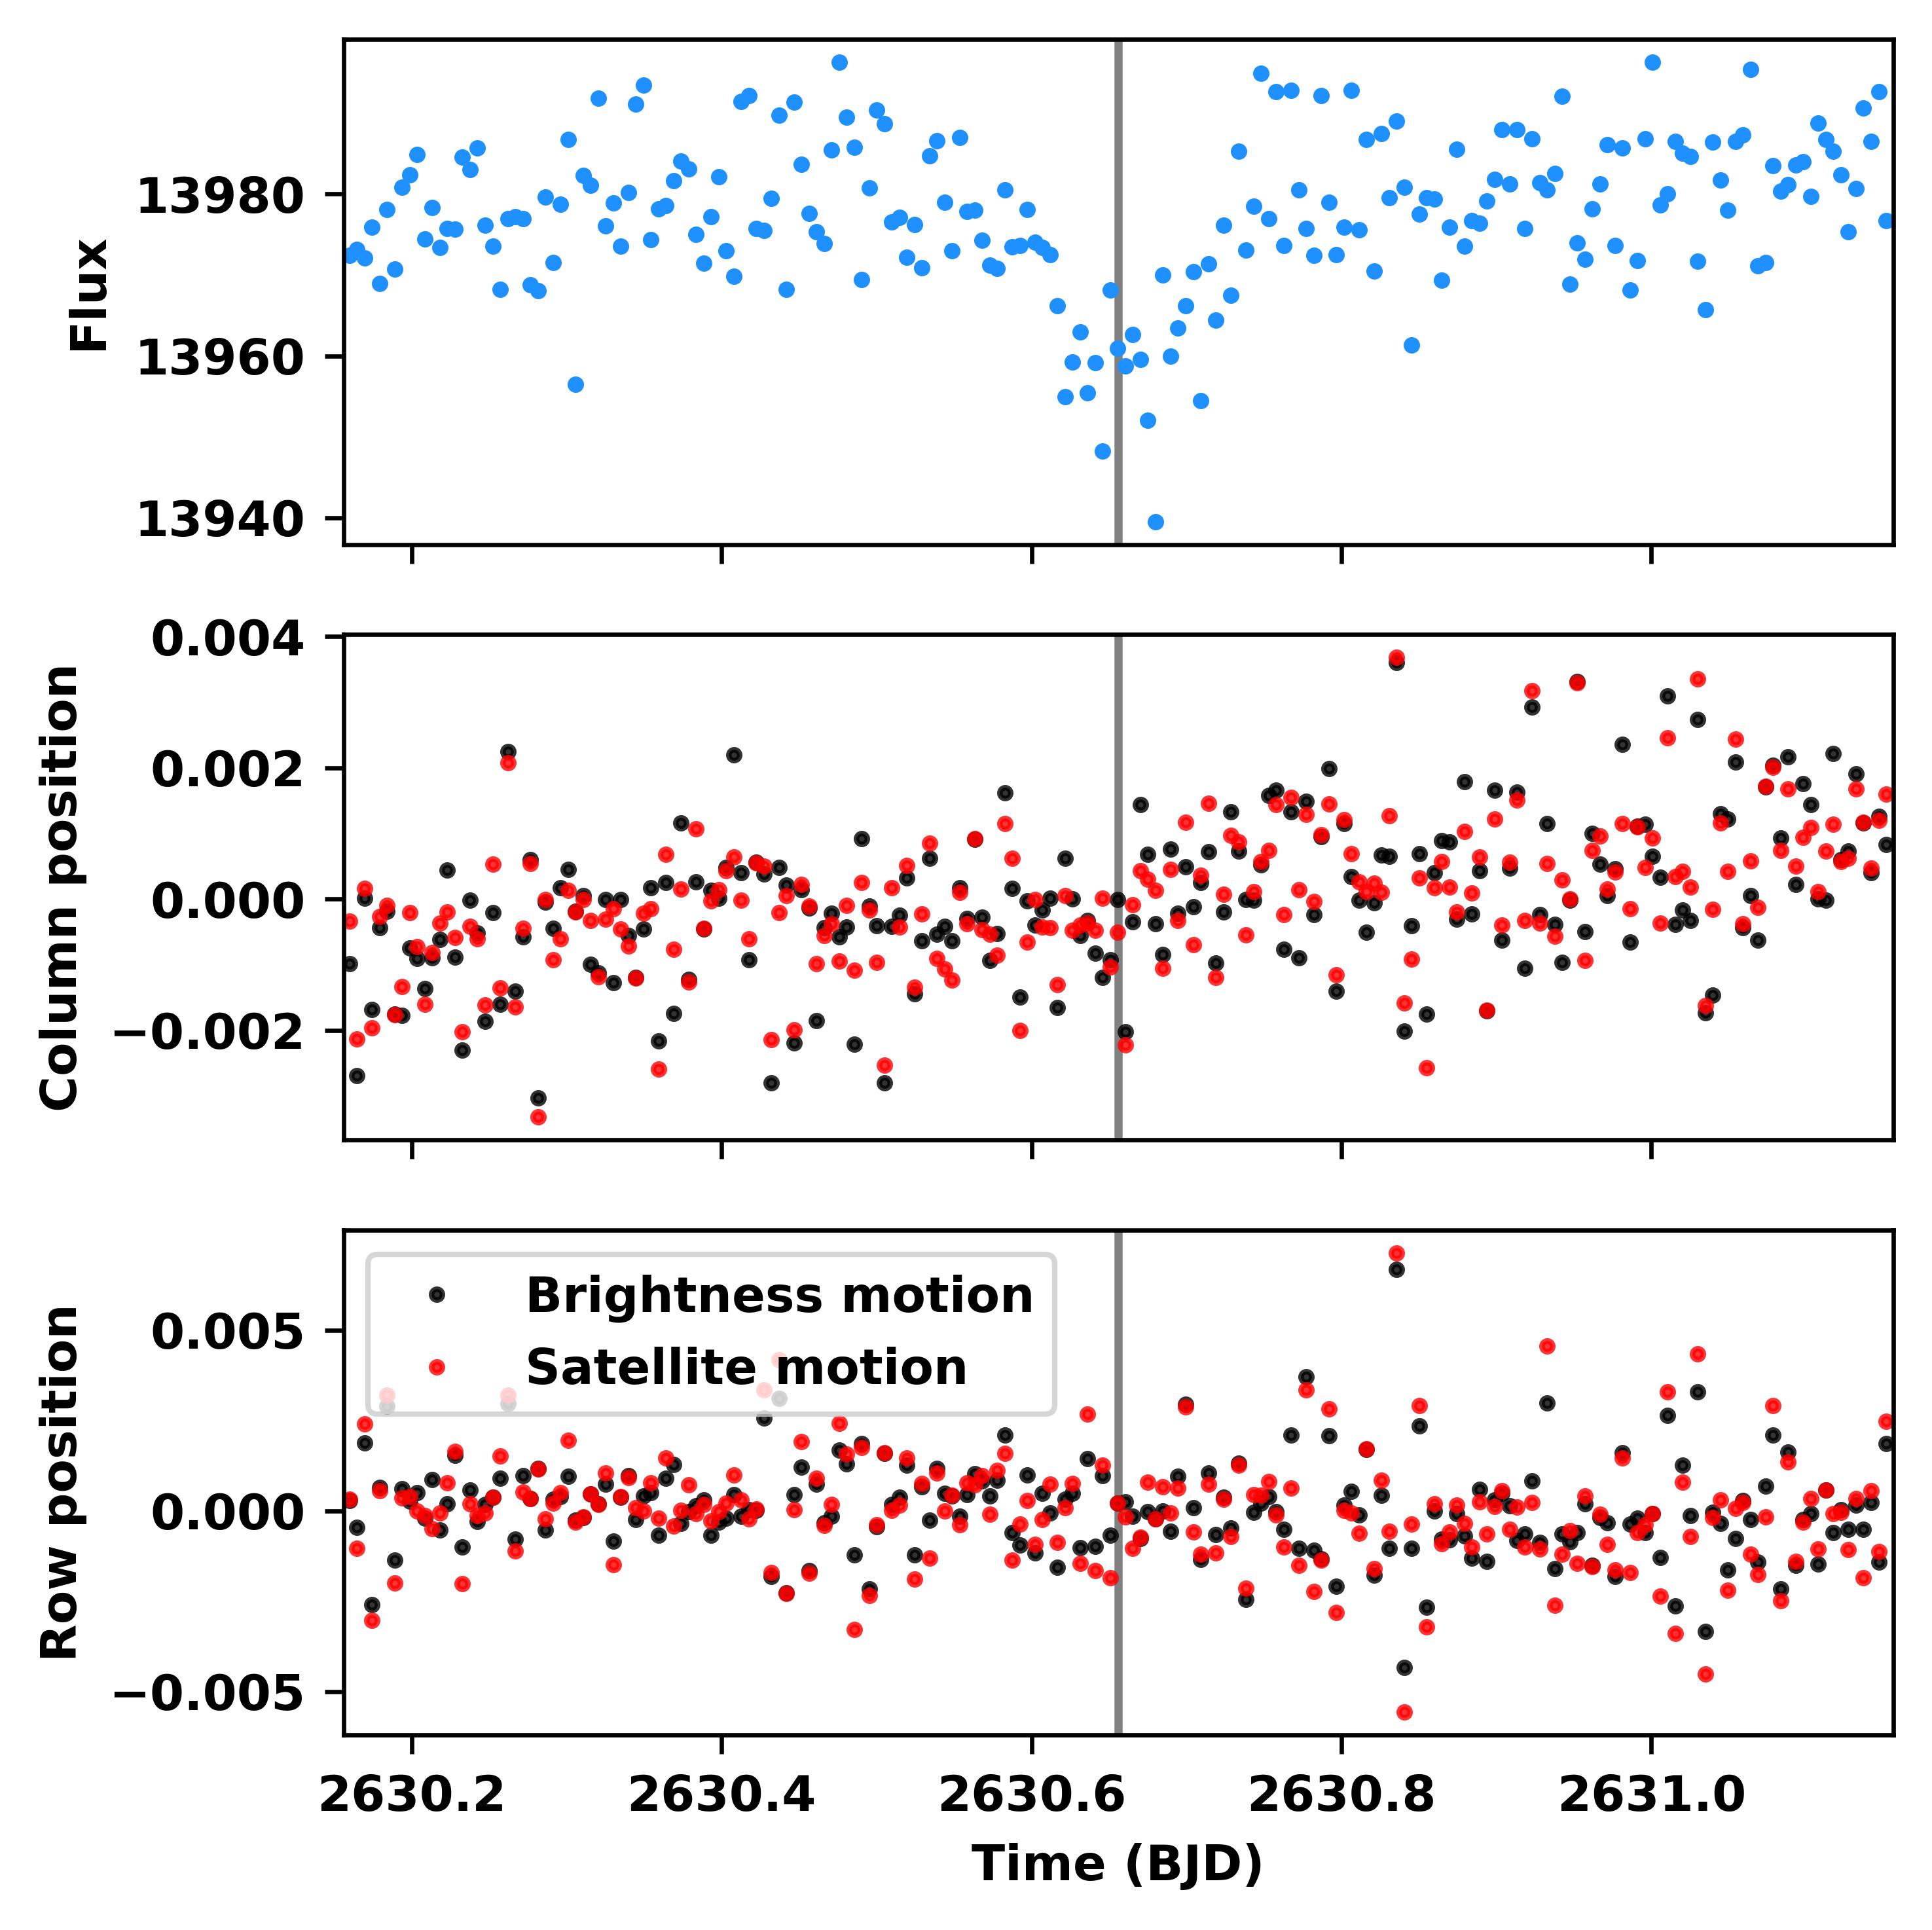 Flux
13980
13960
13940
Column position
0.004
0.002
0.000
−0.002
Row position
0.005
0.000
−0.005
Brightness motion
Satellite motion
2630.2 2630.4 2630.6 2630.8 2631.0
Time (BJD)